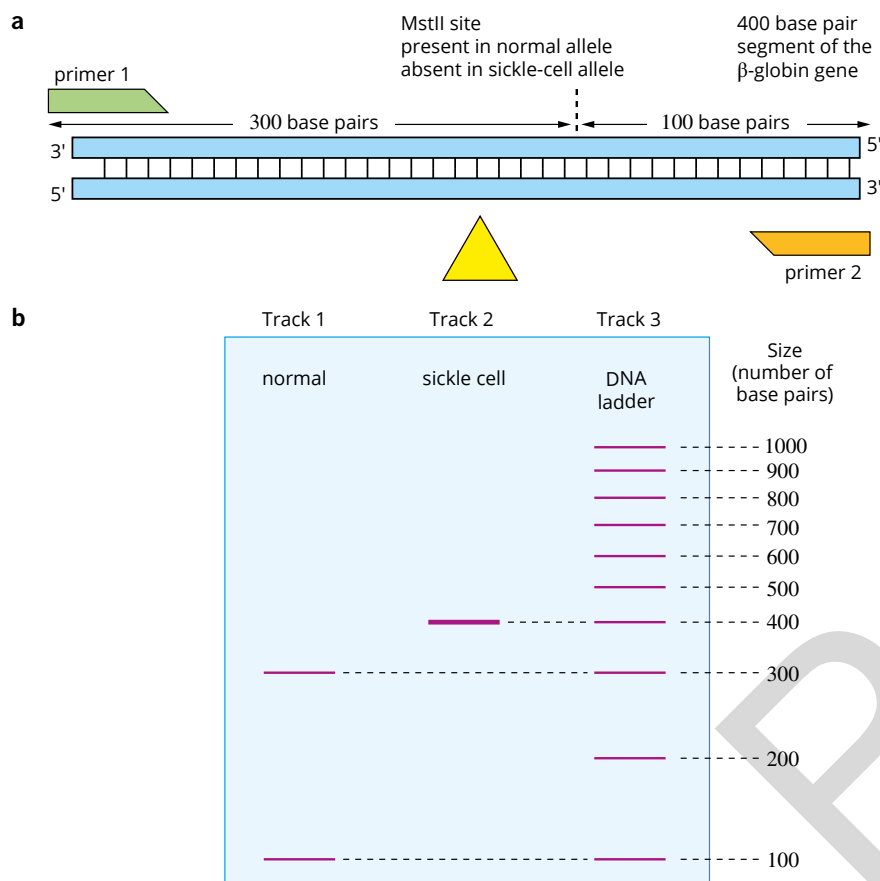 a
MstII site
present in normal allele
absent in sickle-cell allele
400 base pair
segment of the
β-globin gene
primer 1
300 base pairs
100 base pairs
3'
5'
5'
3'
primer 2
b
Track 1
Track 2
Track 3
Size
(number of
base pairs)
normal
sickle cell
DNA
ladder
1000
900
800
700
600
500
400
300
200
100